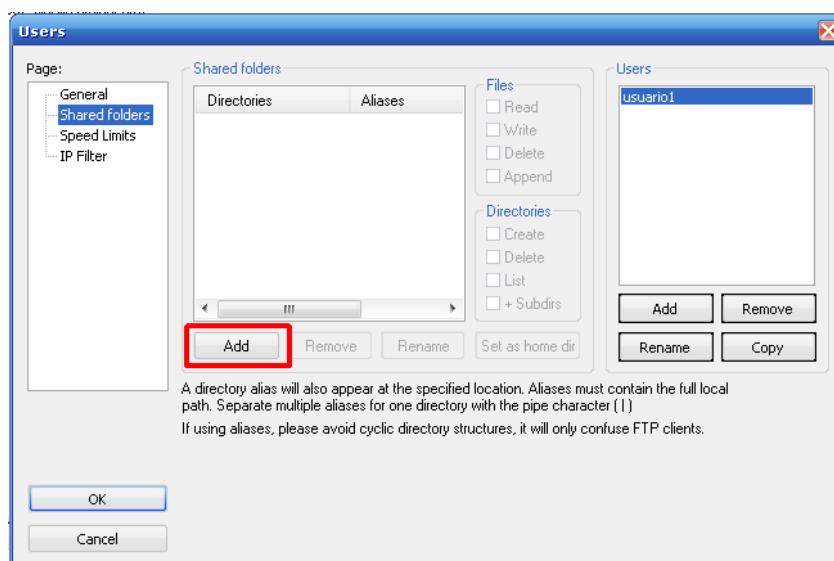 Users
Page:
General
Shared folders
Speed Limits
IP Filter
Shared folders
Directories Aliases
Files
Read
Write
Delete
Append
Directories
Create
Delete
List
+ Subdirs
Add Remove Rename Set as home dir
Users
usuario1
Add Remove
Rename Copy
A directory alias will also appear at the specified location. Aliases must contain the full local
path. Separate multiple aliases for one directory with the pipe character ( | )
If using aliases, please avoid cyclic directory structures, it will only confuse FTP clients.
OK
Cancel